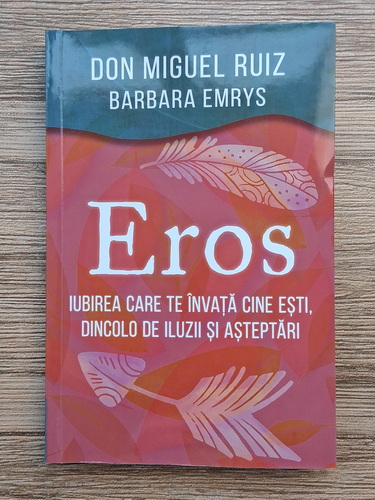 DON MIGUEL RUIZ
BARBARA EMRYS
Eros
IUBIREA CARE TE ÎNVAȚĂ CINE EȘTI,
DINCOLO DE ILUZII ȘI AȘTEPTĂRI